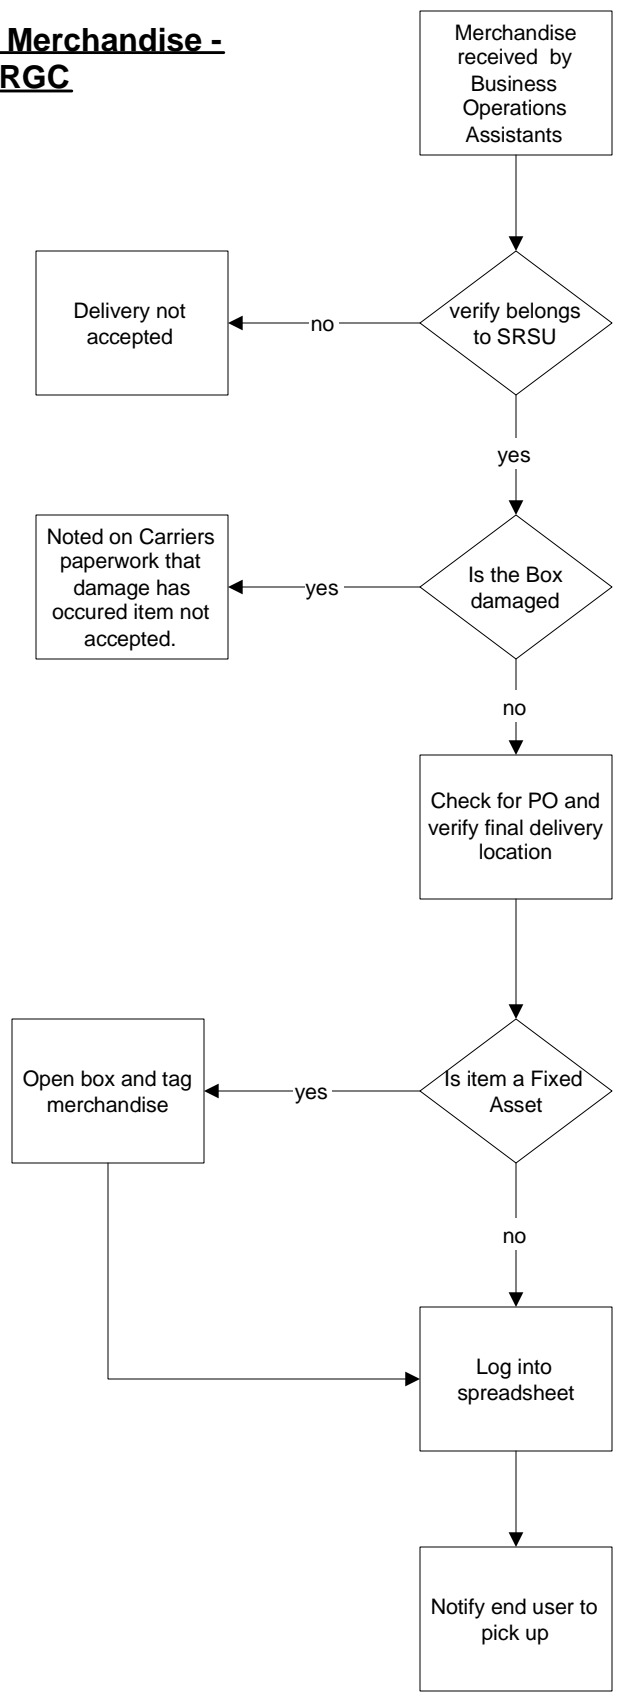 Merchandise -
RGC
Merchandise
received by
Business
Operations
Assistants
verify belongs
to SRSU
no
Delivery not
accepted
yes
Is the Box
damaged
yes
Noted on Carriers
paperwork that
damage has
occured item not
accepted.
no
Check for PO and
verify final delivery
location
Is item a Fixed
Asset
yes
Open box and tag
merchandise
no
Log into
spreadsheet
Notify end user to
pick up